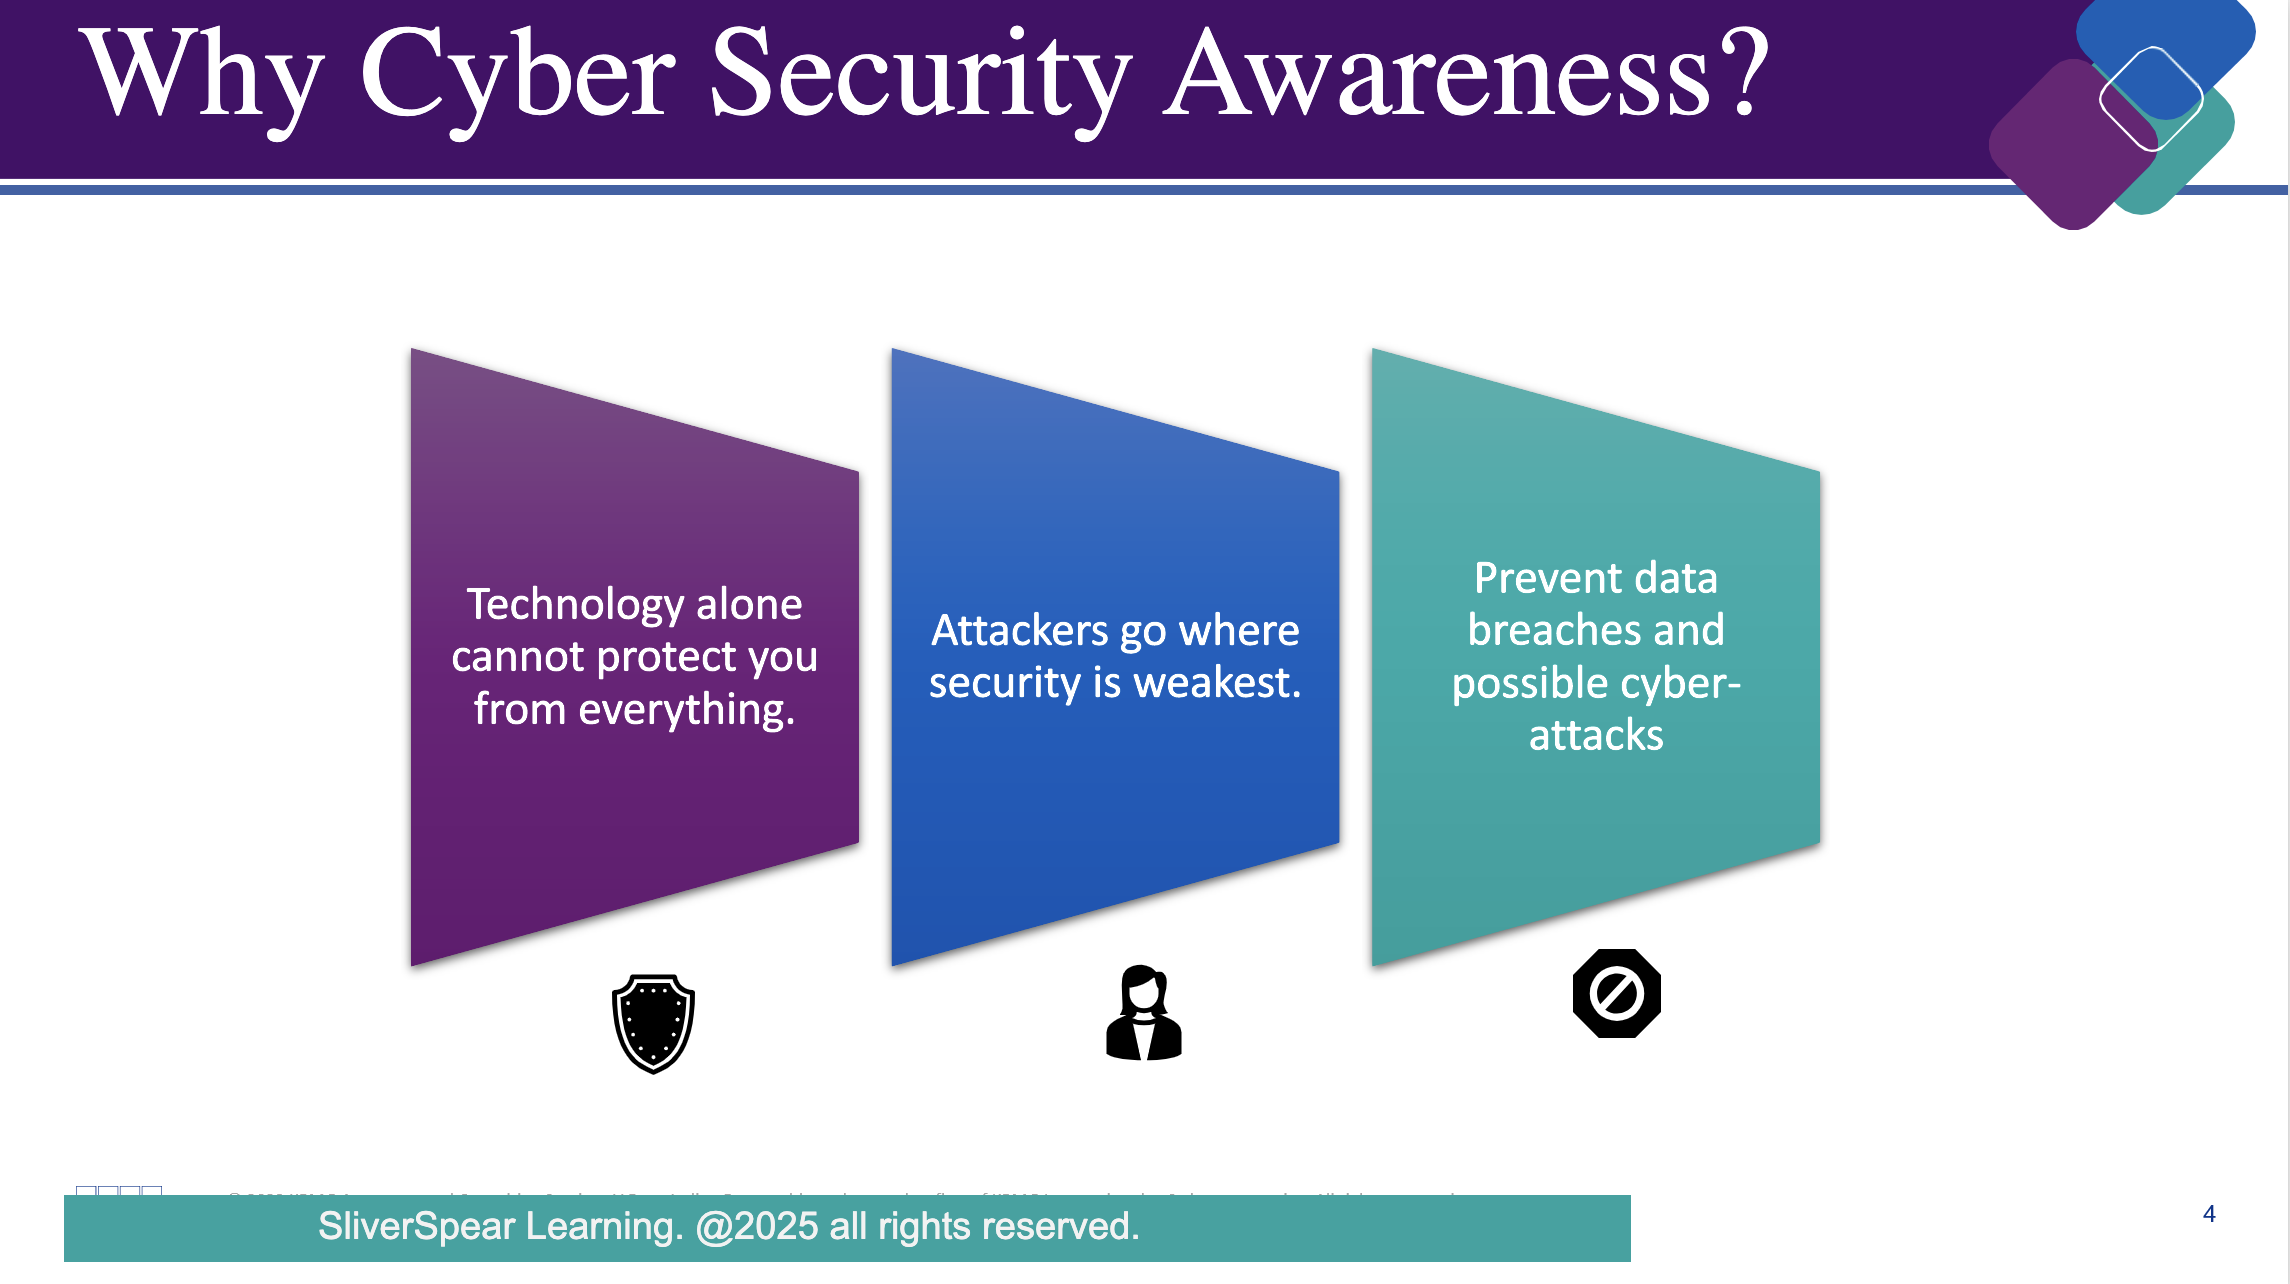 Why Cyber Security Awareness?
Technology alone
cannot protect you
from everything.
Attackers go where
security is weakest.
Prevent data
breaches and
possible cyber-
attacks
SliverSpear Learning. @2025 all rights reserved.
4